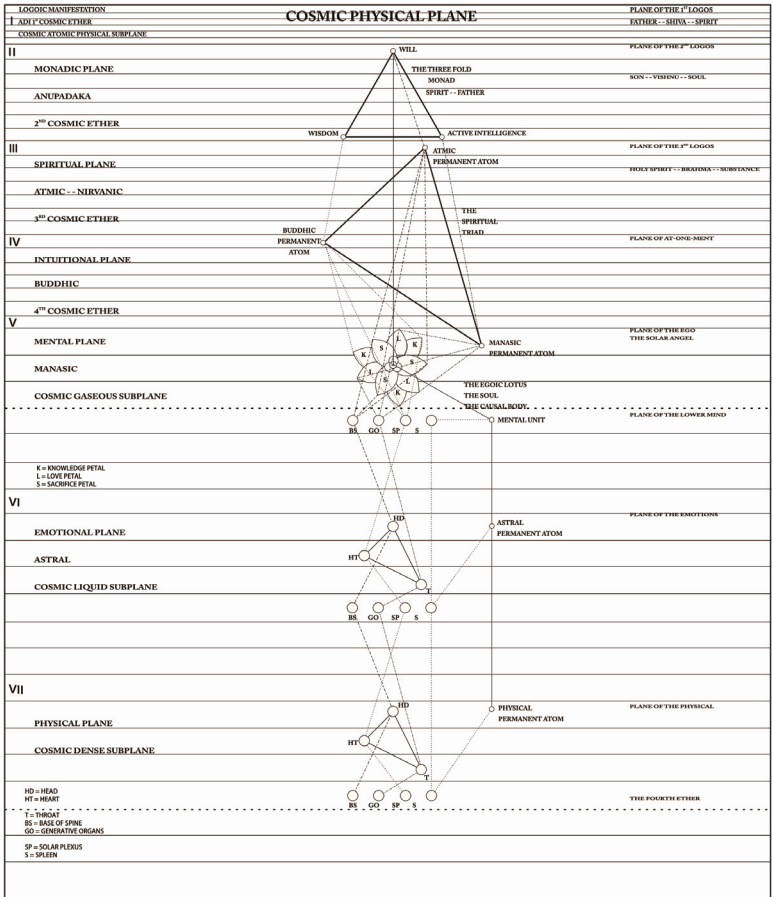 LOGOIC MANIFESTATION
COSMIC PHYSICAL PLANE
PLANE OF THE 1ST LOGOS
I ADI 1ST COSMIC ETHER
FATHER - - SHIVA - - SPIRIT
COSMIC ATOMIC PHYSICAL SUBPLANE
II
WILL
PLANE OF THE 2ND LOGOS
MONADIC PLANE
THE THREE FOLD
MONAD
SPIRIT - - FATHER
SON - - VISHNU - - SOUL
ANUPADAKA
2ND COSMIC ETHER
WISDOM
ACTIVE INTELLIGENCE
III
PLANE OF THE 3RD LOGOS
ATMIC
PERMANENT ATOM
SPIRITUAL PLANE
HOLY SPIRIT - - BRAHMA - - SUBSTANCE
ATMIC - - NIRVANIC
3RD COSMIC ETHER
THE
SPIRITUAL
TRIAD
BUDDHIC
PERMANENT
ATOM
IV
PLANE OF AT-ONE-MENT
INTUITIONAL PLANE
BUDDHIC
4TH COSMIC ETHER
V
PLANE OF THE EGO
THE SOLAR ANGEL
MENTAL PLANE
MANASIC
PERMANENT ATOM
L
K
S
K
S
L
L
S
K
MANASIC
THE EGOIC LOTUS
THE SOUL
THE CAUSAL BODY
COSMIC GASEOUS SUBPLANE
PLANE OF THE LOWER MIND
MENTAL UNIT
BS GO SP S
K = KNOWLEDGE PETAL
L = LOVE PETAL
S = SACRIFICE PETAL
VI
PLANE OF THE EMOTIONS
HD
ASTRAL
PERMANENT ATOM
EMOTIONAL PLANE
HT
ASTRAL
T
COSMIC LIQUID SUBPLANE
BS GO SP S
VII
HD
PHYSICAL
PERMANENT ATOM
PLANE OF THE PHYSICAL
PHYSICAL PLANE
HT
COSMIC DENSE SUBPLANE
T
HD = HEAD
HT = HEART
THE FOURTH ETHER
BS GO SP S
T = THROAT
BS = BASE OF SPINE
GO = GENERATIVE ORGANS
SP = SOLAR PLEXUS
S = SPLEEN